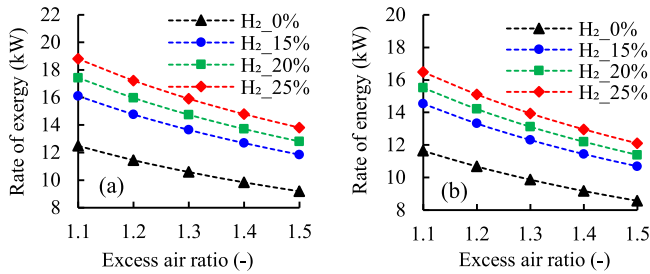 Rate of exergy (kW)
22
20
18
16
14
12
10
8
H₂_0%
H₂_15%
H₂_20%
H₂_25%
(a)
1.1 1.2 1.3 1.4 1.5
Excess air ratio (-)
Rate of energy (kW)
20
18
16
14
12
10
8
H₂_0%
H₂_15%
H₂_20%
H₂_25%
(b)
1.1 1.2 1.3 1.4 1.5
Excess air ratio (-)